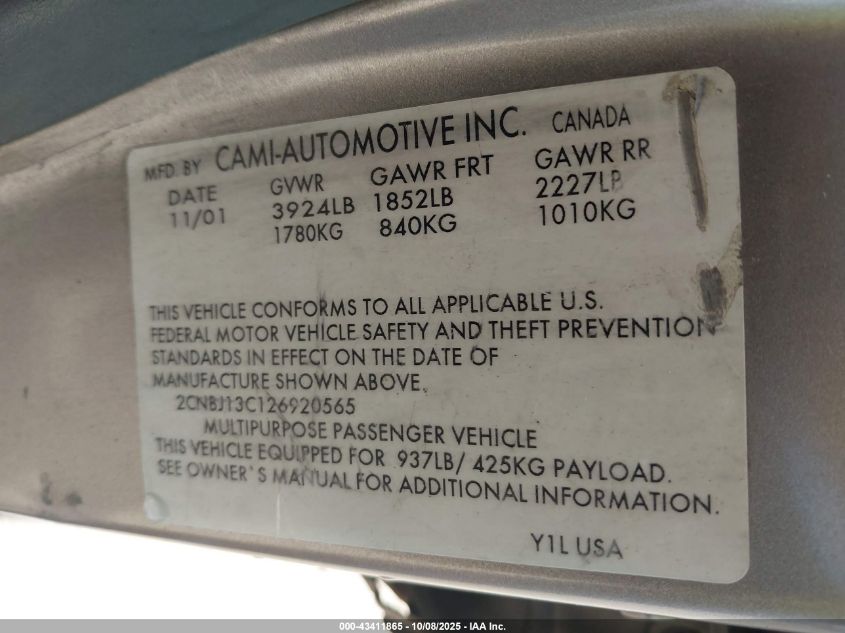 MFD. BY CAMI-AUTOMOTIVE INC. CANADA
DATE GVWR GAWR FRT GAWR RR
11/01 3924LB 1852LB 2227LB
1780KG 840KG 1010KG
THIS VEHICLE CONFORMS TO ALL APPLICABLE U.S.
FEDERAL MOTOR VEHICLE SAFETY AND THEFT PREVENTION
STANDARDS IN EFFECT ON THE DATE OF
MANUFACTURE SHOWN ABOVE.
2CNBJ13C126920565
MULTIPURPOSE PASSENGER VEHICLE
THIS VEHICLE EQUIPPED FOR 937LB/ 425KG PAYLOAD.
SEE OWNER`S MANUAL FOR ADDITIONAL INFORMATION.
Y1L USA
000-43411865 - 10/08/2025 - IAA Inc.